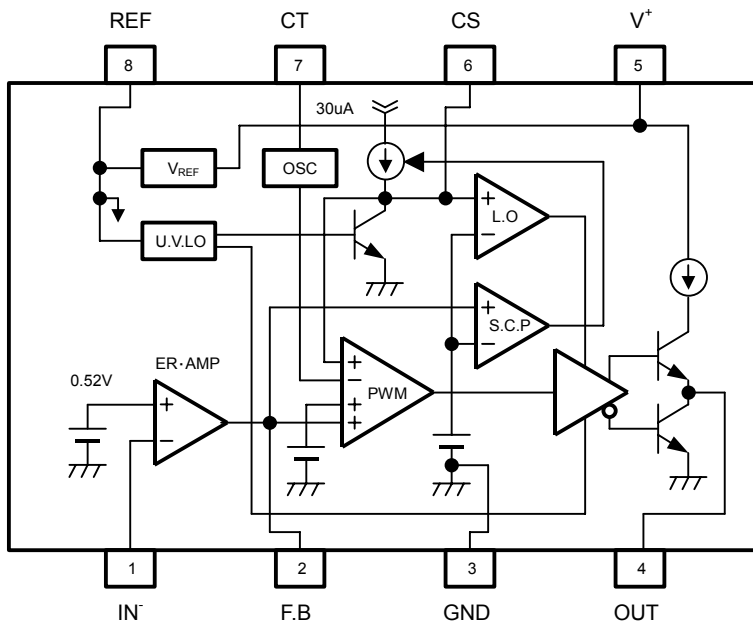 REF CT CS V+
8 7 6 5
30uA
VREF OSC
+ L.O
−
U.V.LO
+ S.C.P
−
ER·AMP
0.52V
+
−
+
−
+
+
PWM
1 2 3 4
IN- F.B GND OUT